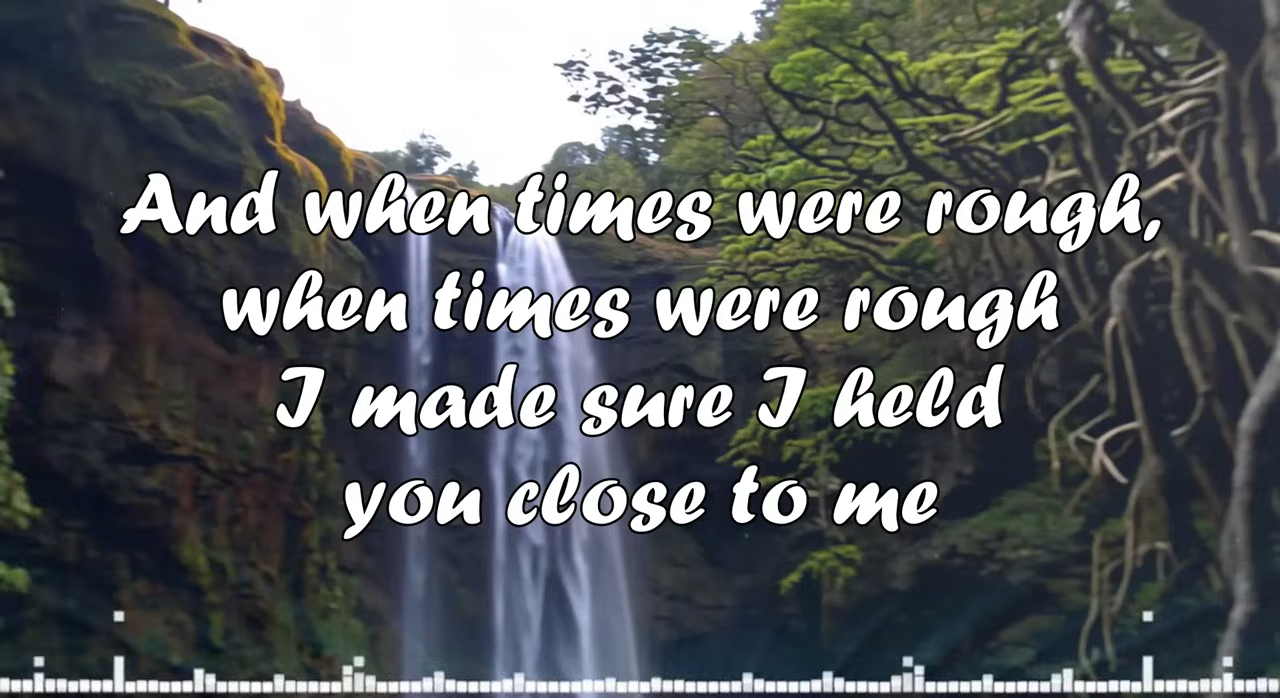 And when times were rough,
when times were rough
I made sure I held
you close to me